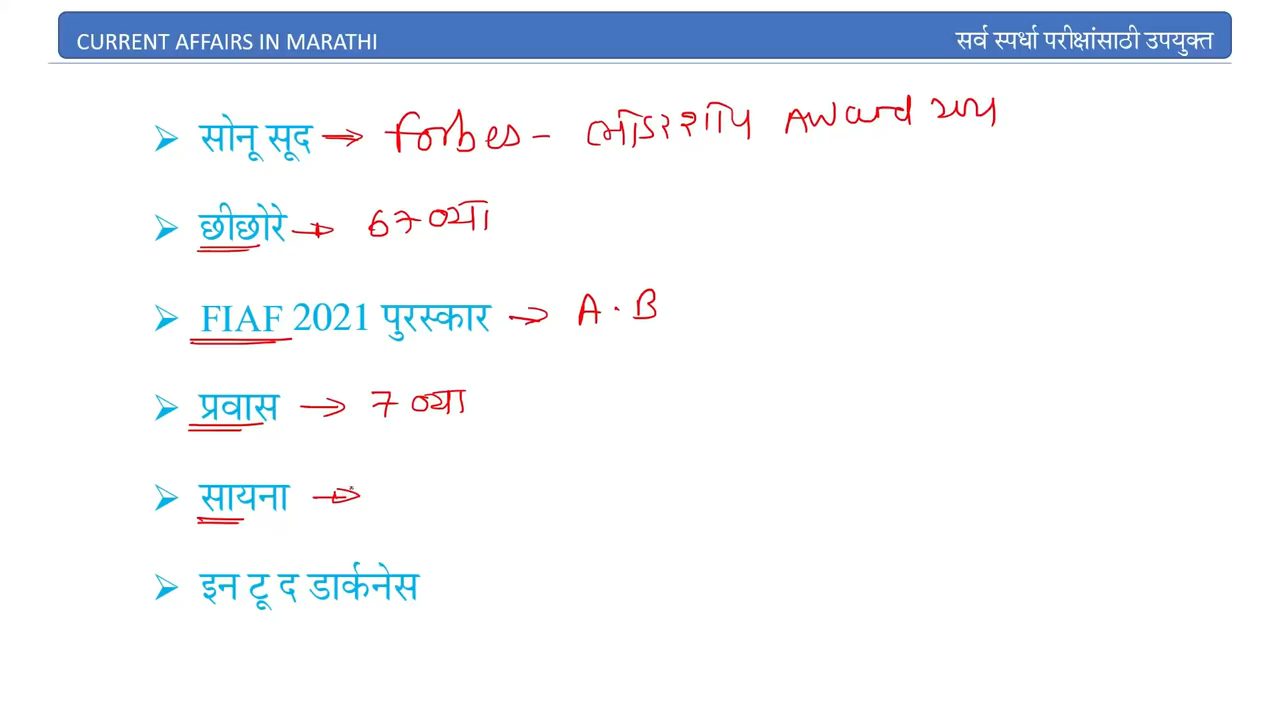 CURRENT AFFAIRS IN MARATHI सर्व स्पर्धा परीक्षांसाठी उपयुक्त
सोनू सूद → forbes - Award
छीछोरे → 67 व्या
FIAF 2021 पुरस्कार → A.B
प्रवास → 7 व्या
सायना →
इन टू द डार्कनेस